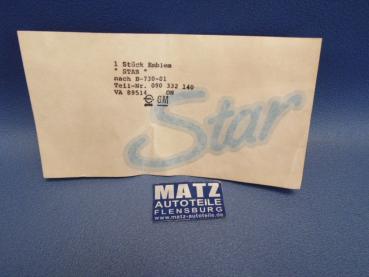 1 Stück Emblem
" STAR "
nach B-730-01
Teil-Nr. 090 332 140
VA 89514 ON
GM
Star
MATZ
AUTOTEILE
FLENSBURG
www.matz-autoteile.de